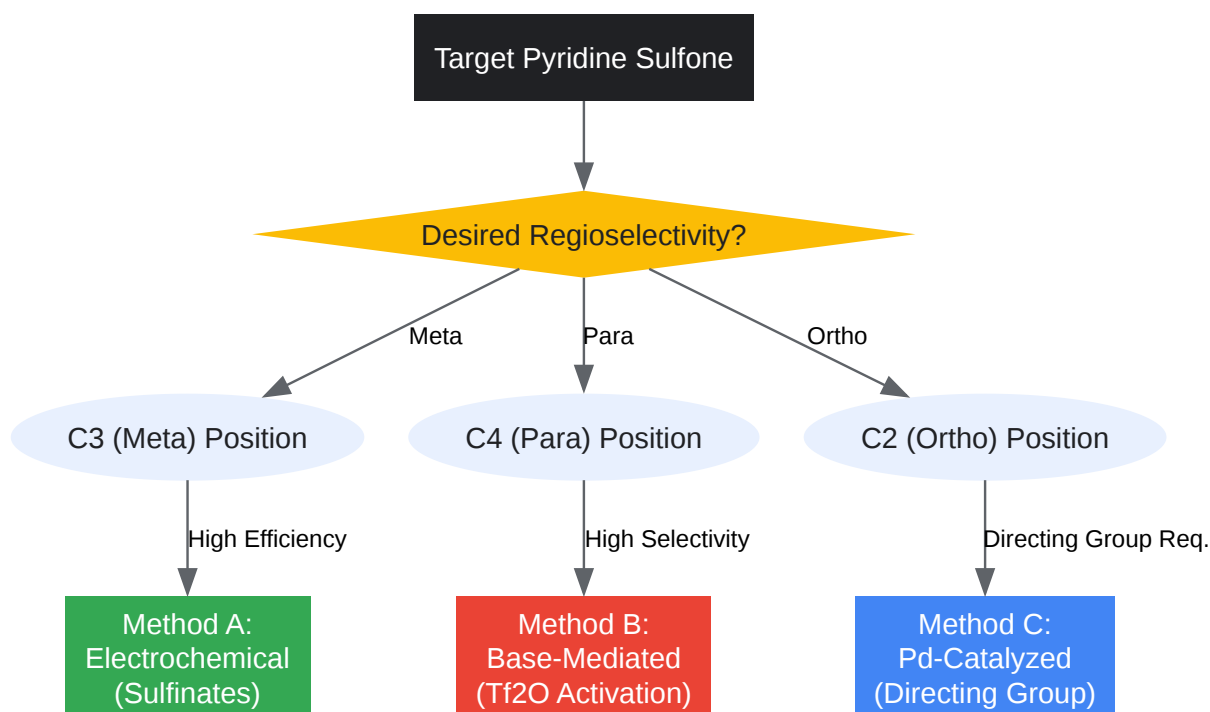 Target Pyridine Sulfone
Desired Regioselectivity?
Meta
Para
Ortho
C3 (Meta) Position
C4 (Para) Position
C2 (Ortho) Position
High Efficiency
High Selectivity
Directing Group Req.
Method A:
Electrochemical
(Sulfinates)
Method B:
Base-Mediated
(Tf2O Activation)
Method C:
Pd-Catalyzed
(Directing Group)